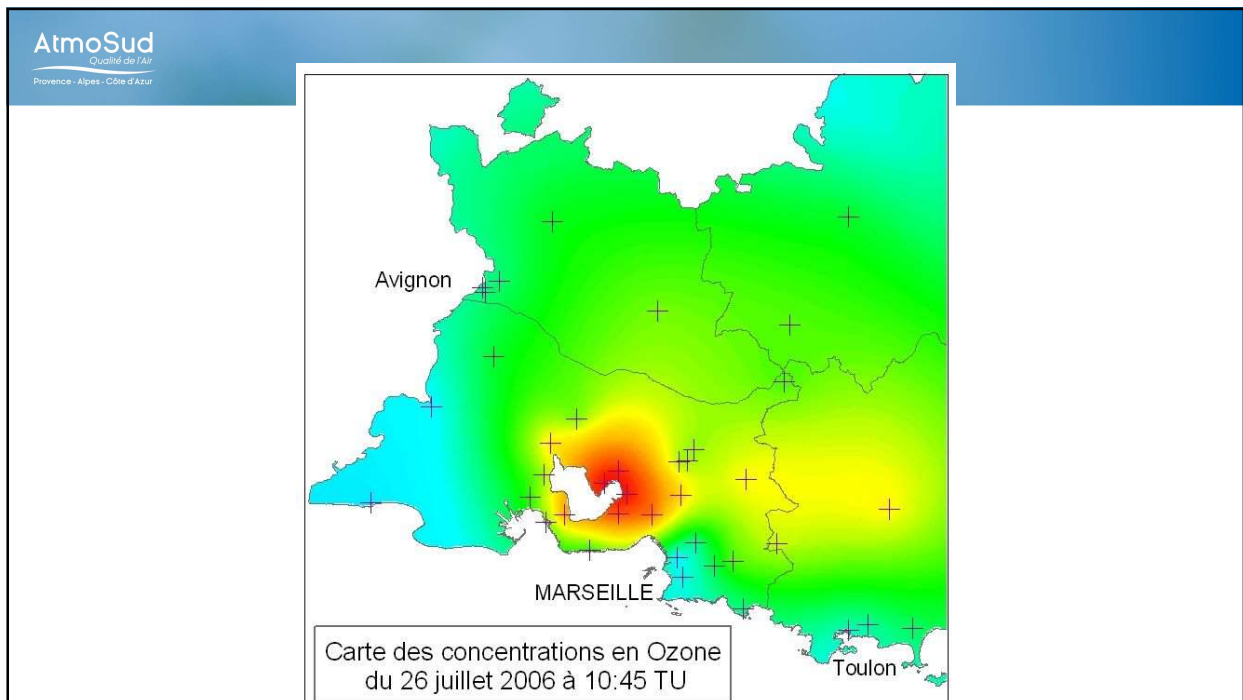 AtmoSud
Qualité de l'Air
Provence - Alpes - Côte d'Azur
Avignon
MARSEILLE
Toulon
Carte des concentrations en Ozone
du 26 juillet 2006 à 10:45 TU